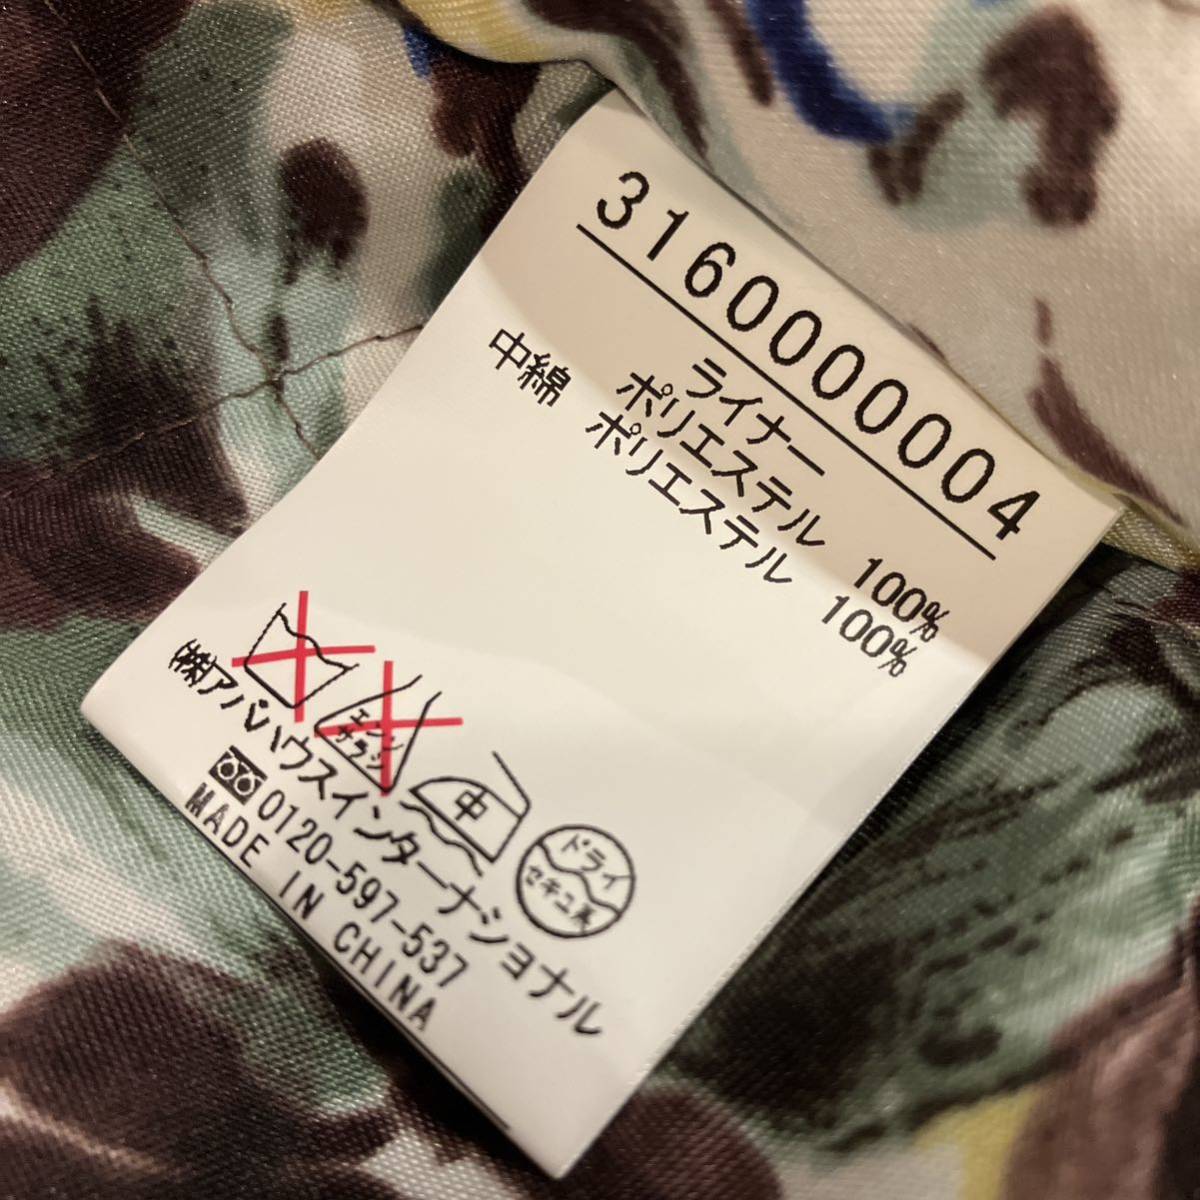 3160000004
ライナー
ポリエステル 100%
中綿 ポリエステル 100%
エンソ
サラシ
中
ドライ
セキユ系
㈱アバハウスインターナショナル
0120-597-537
MADE IN CHINA